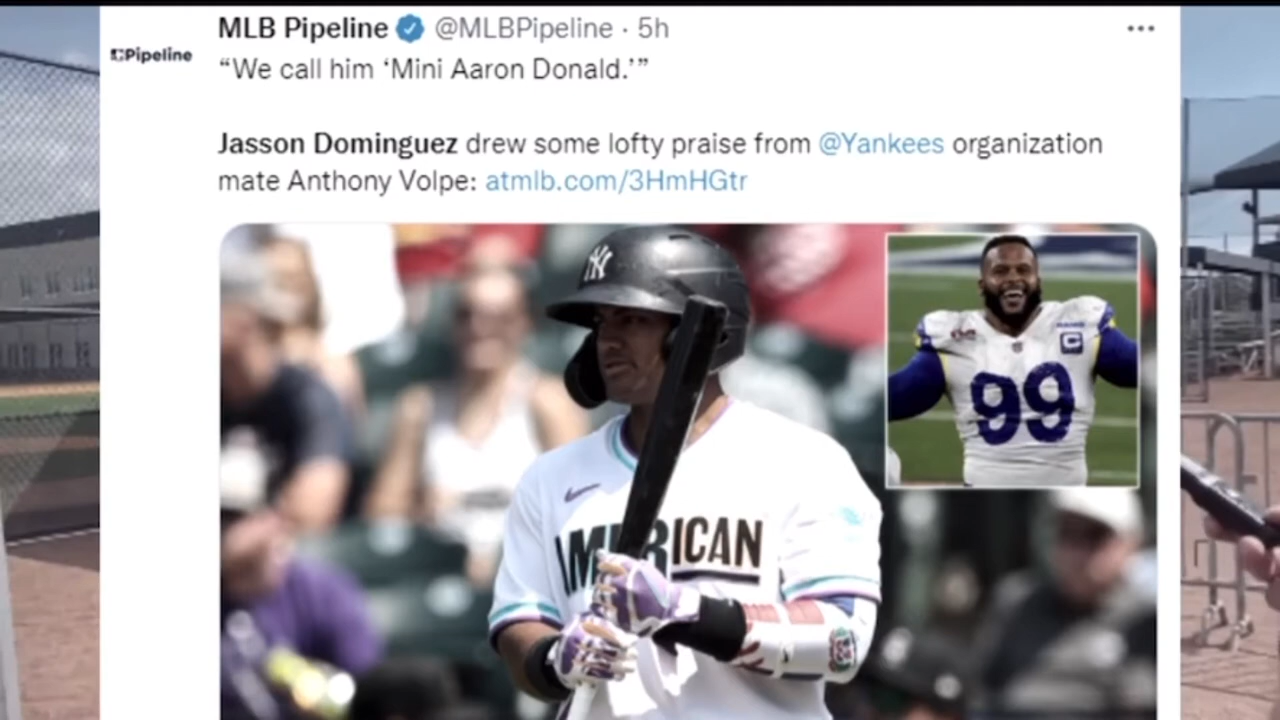 MLB Pipeline @MLBPipeline · 5h
Pipeline
“We call him ‘Mini Aaron Donald.’”
Jasson Dominguez drew some lofty praise from @Yankees organization
mate Anthony Volpe: atmlb.com/3HmHGtr
NY
C
99
AMERICAN